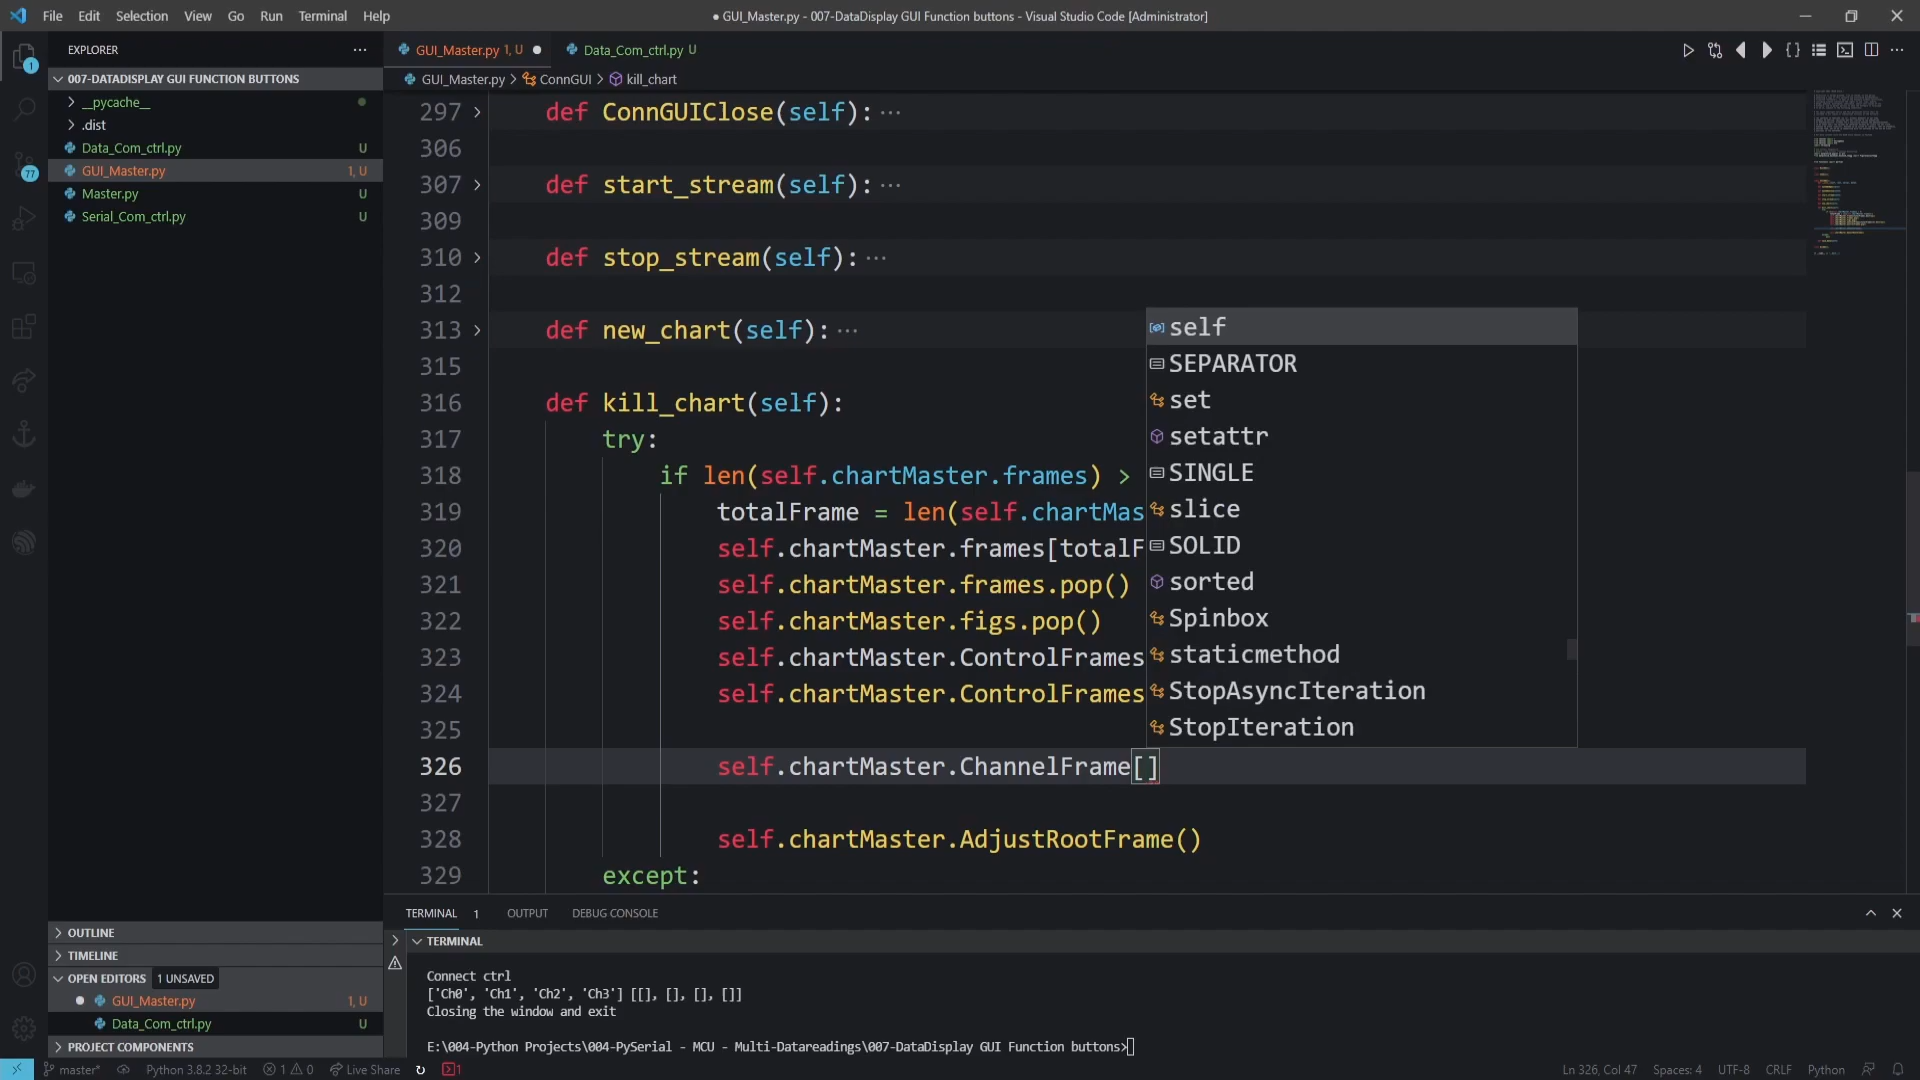 File Edit Selection View Go Run Terminal Help
● GUI_Master.py - 007-DataDisplay GUI Function buttons - Visual Studio Code [Administrator]
EXPLORER
GUI_Master.py 1, U
Data_Com_ctrl.py U
007-DATADISPLAY GUI FUNCTION BUTTONS
GUI_Master.py > ConnGUI > kill_chart
1
__pycache__
.dist
Data_Com_ctrl.py U
GUI_Master.py 1, U
Master.py U
Serial_Com_ctrl.py U
77
297 def ConnGUIClose(self): ...
306
307 def start_stream(self): ...
309
310 def stop_stream(self): ...
312
313 def new_chart(self): ...
315
316 def kill_chart(self):
317 try:
318 if len(self.chartMaster.frames) >
319 totalFrame = len(self.chartMas
320 self.chartMaster.frames[totalF
321 self.chartMaster.frames.pop()
322 self.chartMaster.figs.pop()
323 self.chartMaster.ControlFrames
324 self.chartMaster.ControlFrames
325
326 self.chartMaster.ChannelFrame[]
327
328 self.chartMaster.AdjustRootFrame()
329 except:
self
SEPARATOR
set
setattr
SINGLE
slice
SOLID
sorted
Spinbox
staticmethod
StopAsyncIteration
StopIteration
TERMINAL 1 OUTPUT DEBUG CONSOLE
TERMINAL
Connect ctrl
['Ch0', 'Ch1', 'Ch2', 'Ch3'] [[], [], [], []]
Closing the window and exit
E:\004-Python Projects\004-PySerial - MCU - Multi-Datareadings\007-DataDisplay GUI Function buttons>
OUTLINE
TIMELINE
OPEN EDITORS 1 UNSAVED
GUI_Master.py 1, U
Data_Com_ctrl.py U
PROJECT COMPONENTS
master* Python 3.8.2 32-bit 1 0 Live Share 1
Ln 326, Col 47 Spaces: 4 UTF-8 CRLF Python